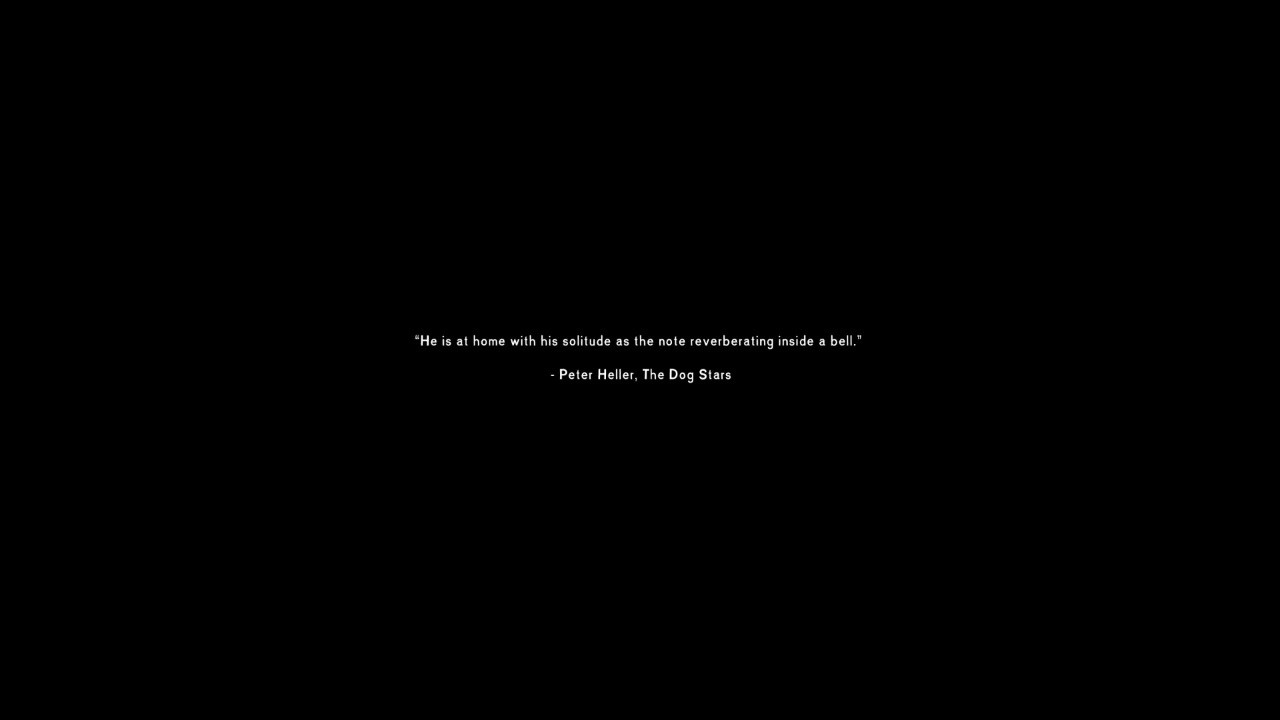 “He is at home with his solitude as the note reverberating inside a bell.”
- Peter Heller, The Dog Stars